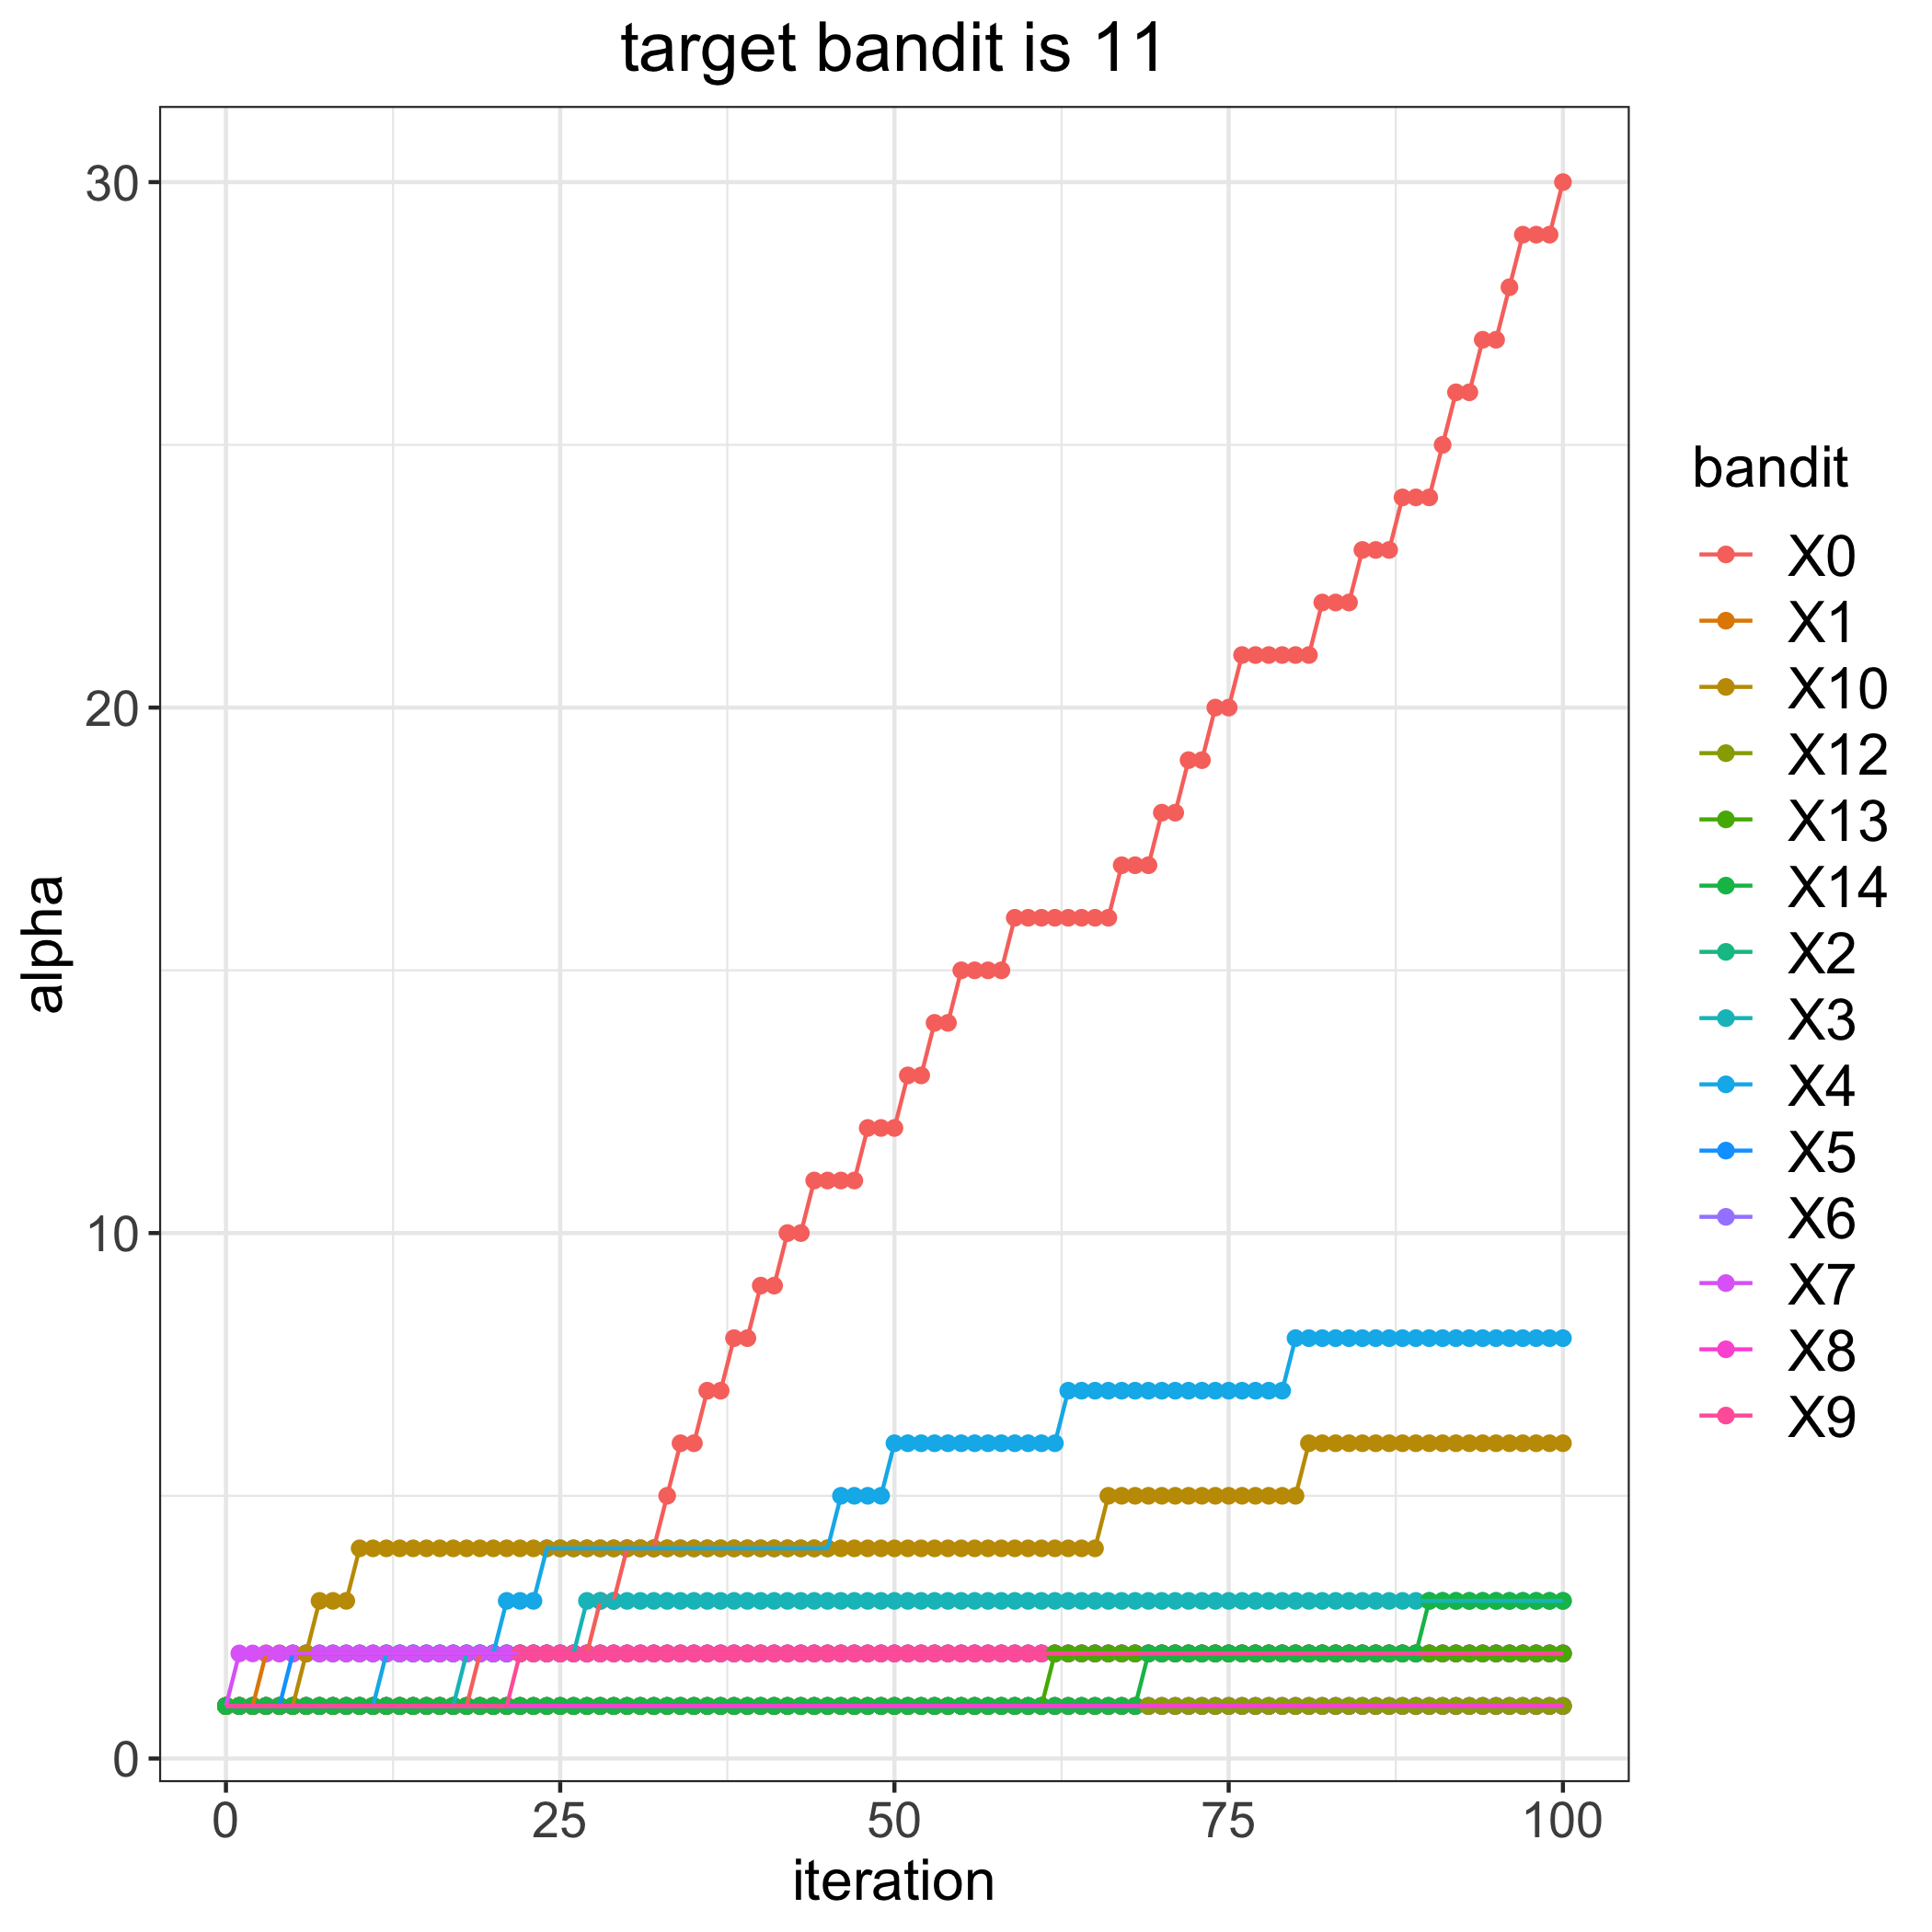 target bandit is 11
30
20
10
0
alpha
0 25 50 75 100
iteration
bandit
X0
X1
X10
X12
X13
X14
X2
X3
X4
X5
X6
X7
X8
X9